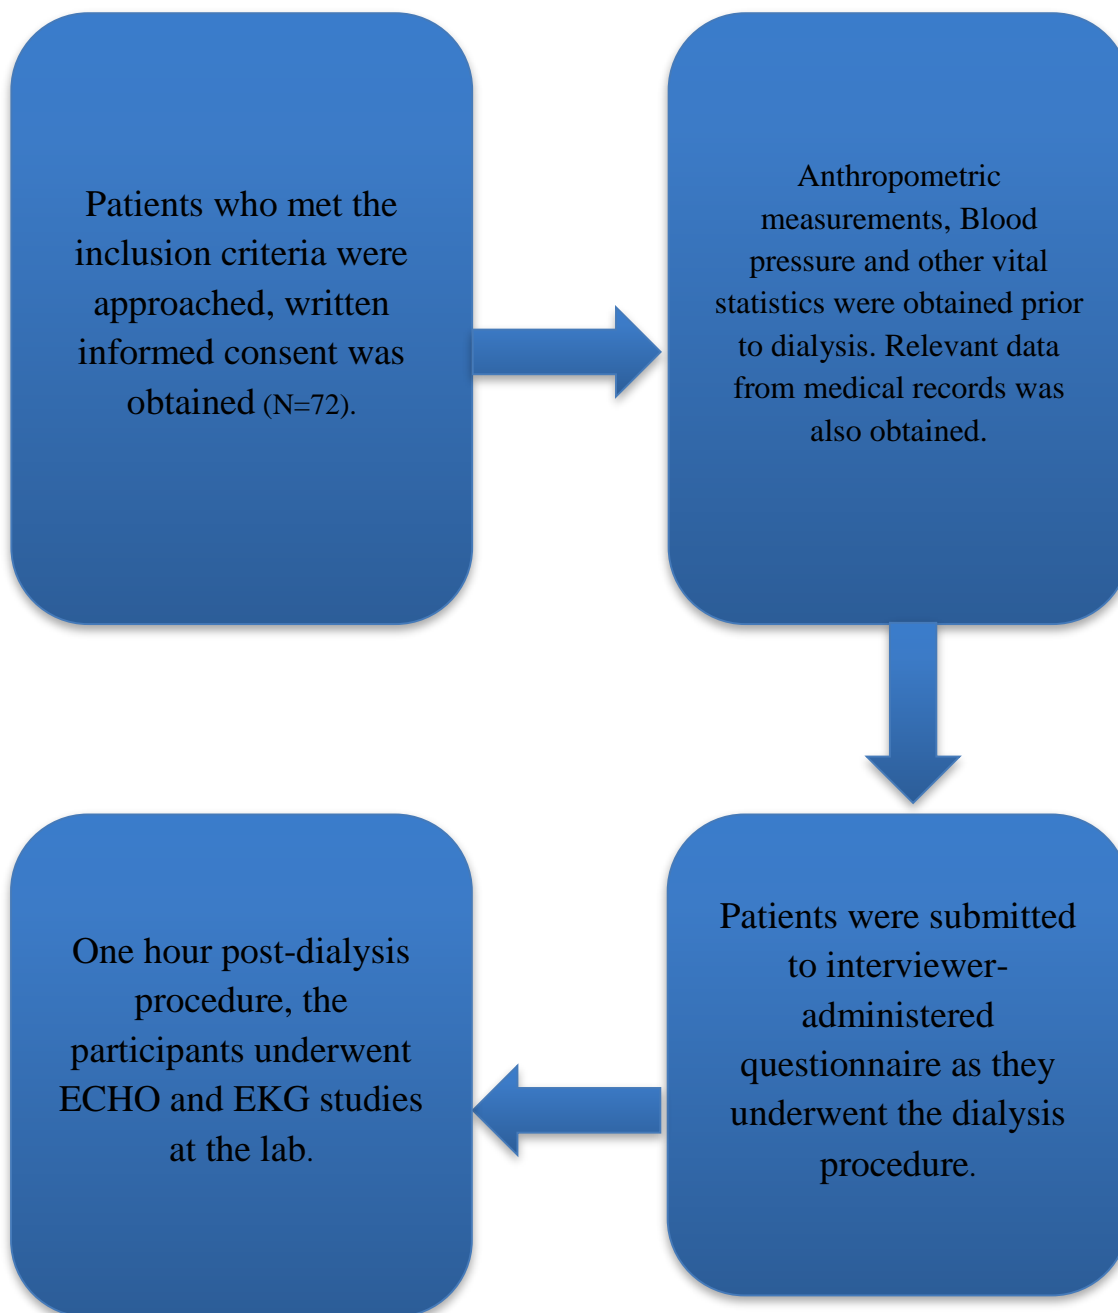 Patients who met the
inclusion criteria were
approached, written
informed consent was
obtained (N=72).
Anthropometric
measurements, Blood
pressure and other vital
statistics were obtained prior
to dialysis. Relevant data
from medical records was
also obtained.
Patients were submitted
to interviewer-
administered
questionnaire as they
underwent the dialysis
procedure.
One hour post-dialysis
procedure, the
participants underwent
ECHO and EKG studies
at the lab.